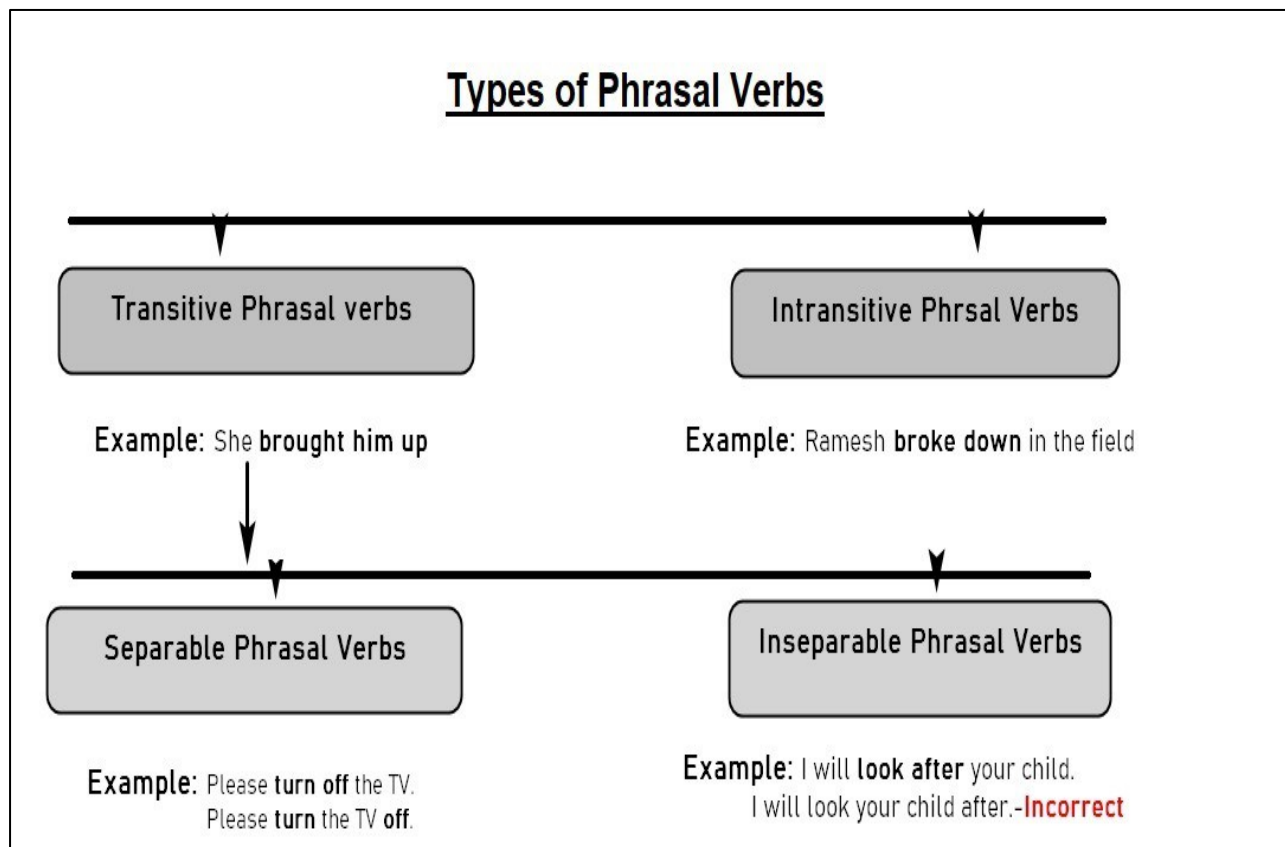 Types of Phrasal Verbs
Transitive Phrasal verbs
Intransitive Phrsal Verbs
Example: She brought him up
Example: Ramesh broke down in the field
Separable Phrasal Verbs
Inseparable Phrasal Verbs
Example: Please turn off the TV.
Please turn the TV off.
Example: I will look after your child.
I will look your child after.-Incorrect